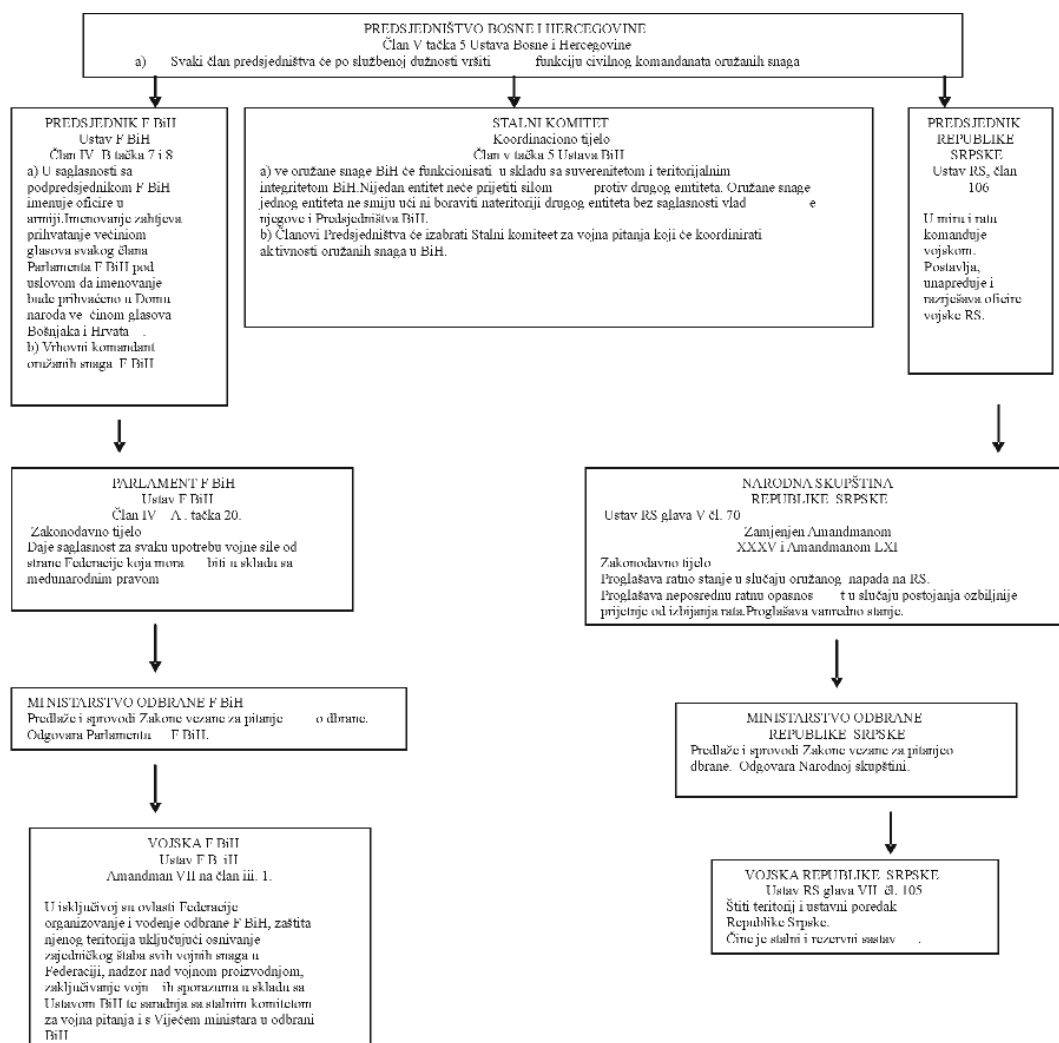 PREDSJEDNIŠTVO BOSNE I HERCEGOVINE
Član V tačka 5 Ustava Bosne i Hercegovine
a) Svaki član predsjedništva će po službenoj dužnosti vršiti funkciju civilnog komandanata oružanih snaga
PREDSJEDNIK F BiH
Ustav F BiH
Član IV B tačka 7 i 8
a) U saglasnosti sa
podpredsjednikom F BiH
imenuje oficire u
armiji.Imenovanje zahtjeva
prihvatanje većiniom
glasova svakog člana
Parlamenta F BiH pod
uslovom da imenovanje
bude prihvaćeno u Domu
naroda ve ćinom glasova
Bošnjaka i Hrvata .
b) Vrhovni komandant
oružanih snaga F BiH
STALNI KOMITET
Koordinaciono tijelo
Član v tačka 5 Ustava BiH
a) ve oružane snage BiH će funkcionisati u skladu sa suverenitetom i teritorijalnim
integritetom BiH.Nijedan entitet neće prijetiti silom protiv drugog entiteta. Oružane snage
jednog entiteta ne smiju ući ni boraviti nateritoriji drugog entiteta bez saglasnosti vlad e
njegove i Predsjedništva BiH.
b) Članovi Predsjedništva će izabrati Stalni komiteet za vojna pitanja koji će koordinirati
aktivnosti oružanih snaga u BiH.
PREDSJEDNIK
REPUBLIKE
SRPSKE
Ustav RS, član
106
U miru i ratu
komanduje
vojskom.
Postavlja,
unapređuje i
razrješava oficire
vojske RS.
PARLAMENT F BiH
Ustav F BiH
Član IV A . tačka 20.
Zakonodavno tijelo
Daje saglasnost za svaku upotrebu vojne sile od
strane Federacije koja mora biti u skladu sa
međunarodnim pravom
NARODNA SKUPŠTINA
REPUBLIKE SRPSKE
Ustav RS glava V čl. 70
Zamjenjen Amandmanom
XXXV i Amandmanom LXI
Zakonodavno tijelo
Proglašava ratno stanje u slučaju oružanog napada na RS.
Proglašava neposrednu ratnu opasnos t u slučaju postojanja ozbiljnije
prijetnje od izbijanja rata.Proglašava vanredno stanje.
MINISTARSTVO ODBRANE F BiH
Predlaže i sprovodi Zakone vezane za pitanje o dbrane.
Odgovara Parlamentu F BiH.
MINISTARSTVO ODBRANE
REPUBLIKE SRPSKE
Predlaže i sprovodi Zakone vezane za pitanjeo
dbrane. Odgovara Narodnoj skupštini.
VOJSKA F BiH
Ustav F B iH
Amandman VII na član iii. 1.
U isključivoj su ovlasti Federacije
organizovanje i vođenje odbrane F BiH, zaštita
njenog teritorija uključujući osnivanje
zajedničkog štaba svih vojnih snaga u
Federaciji, nadzor nad vojnom proizvodnjom,
zaključivanje vojn ih sporazuma u skladu sa
Ustavom BiH te saradnja sa stalnim komitetom
za vojna pitanja i s Vijećem ministara u odbrani
BiH
VOJSKA REPUBLIKE SRPSKE
Ustav RS glava VII čl. 105
Štiti teritorij i ustavni poredak
Republike Srpske.
Čine je stalni i rezervni sastav .